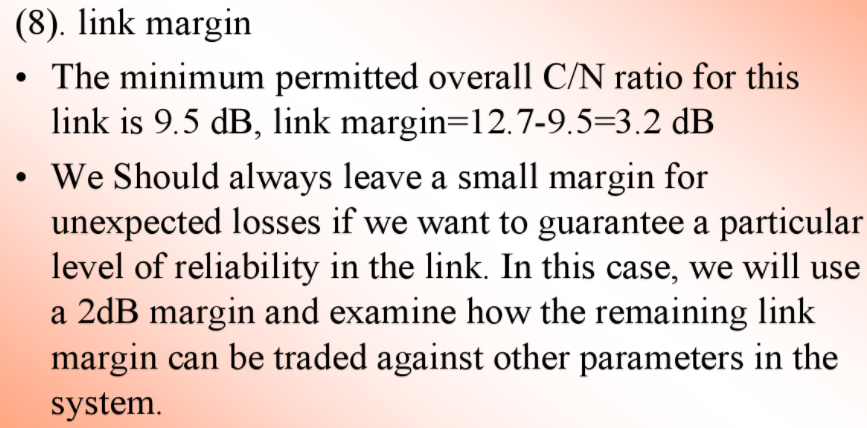 (8). link margin
• The minimum permitted overall C/N ratio for this
link is 9.5 dB, link margin=12.7-9.5=3.2 dB
• We Should always leave a small margin for
unexpected losses if we want to guarantee a particular
level of reliability in the link. In this case, we will use
a 2dB margin and examine how the remaining link
margin can be traded against other parameters in the
system.